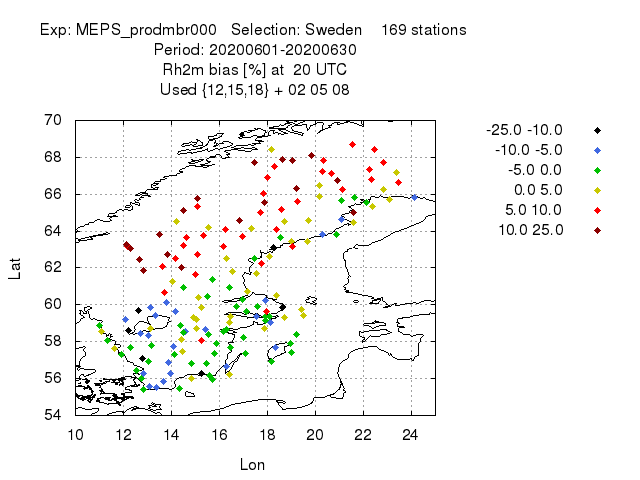 Exp: MEPS_prodmbr000   Selection: Sweden    169 stations
Period: 20200601-20200630
Rh2m bias [%] at  20 UTC
Used {12,15,18} + 02 05 08
-25.0 -10.0
-10.0 -5.0
-5.0 0.0
0.0 5.0
5.0 10.0
10.0 25.0
70
68
66
64
62
60
58
56
54
Lat
10 12 14 16 18 20 22 24
Lon